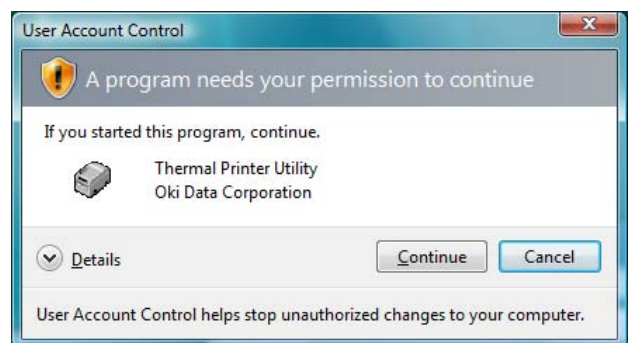 User Account Control
A program needs your permission to continue
If you started this program, continue.
Thermal Printer Utility
Oki Data Corporation
Details
Continue
Cancel
User Account Control helps stop unauthorized changes to your computer.